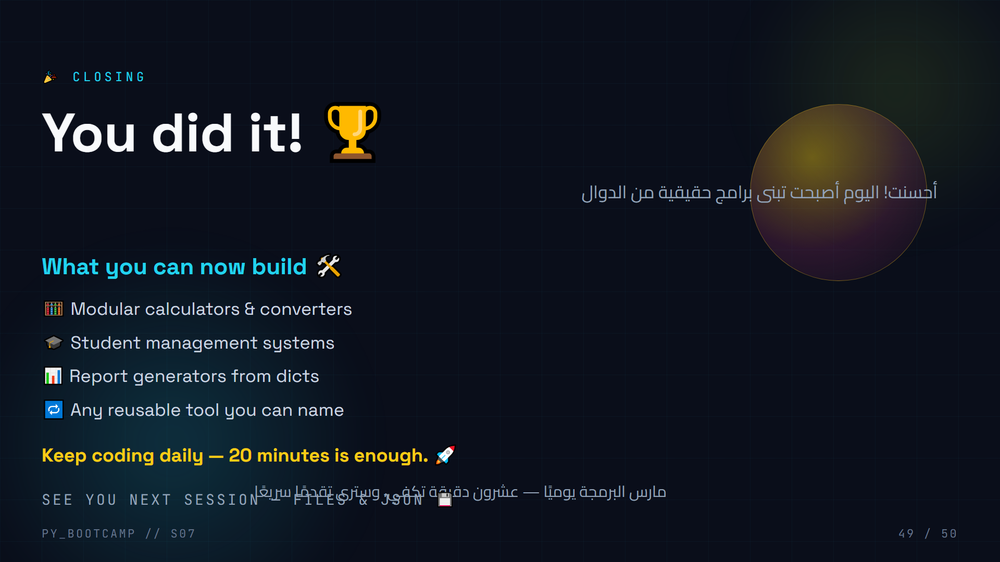 🎉 CLOSING
You did it! 🏆
أحسنت! اليوم أصبحت تبني برامج حقيقية من الدوال
What you can now build 🛠️
🧮 Modular calculators & converters
🎓 Student management systems
📊 Report generators from dicts
🔁 Any reusable tool you can name
Keep coding daily — 20 minutes is enough. 🚀
مارس البرمجة يوميًا — عشرون دقيقة تكفي، وسترى تقدمًا سريعًا
SEE YOU NEXT SESSION — FILES & JSON 💾
PY_BOOTCAMP // S07
49 / 50